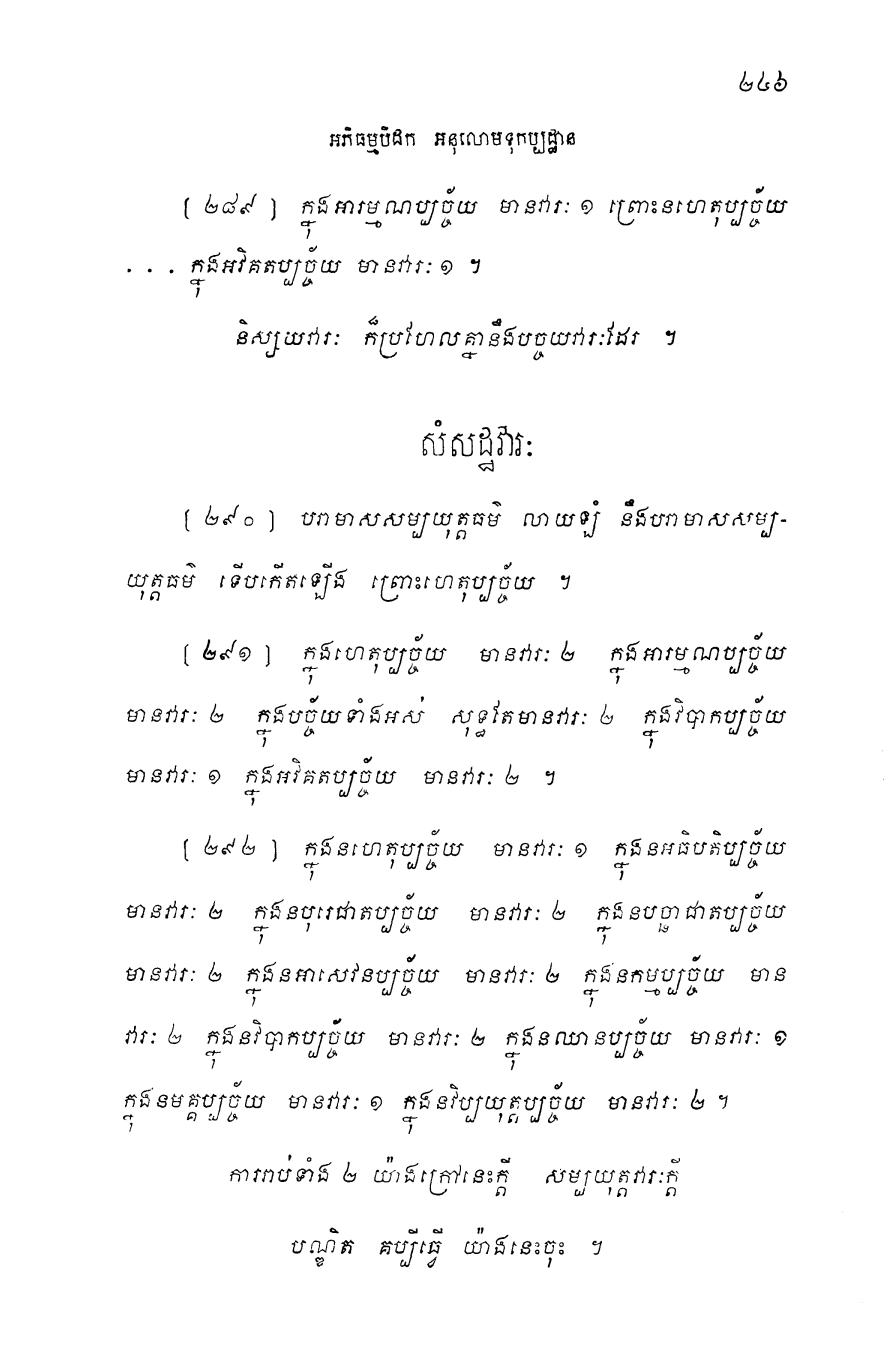 ២៤៦
អភិធម្មបិដក អនុលោមទុកប្បដ្ឋាន
[ ២៨៩ ] ក្នុងអារម្មណប្បច្ច័យ មានវារៈ ១ ព្រោះនហេតុប្បច្ច័យ
. . . ក្នុងអវិគតប្បច្ច័យ មានវារៈ ១ ។
និស្សយវារៈ ក៏ប្រហែលគ្នានឹងបច្ចយវារៈដែរ ។
សំសដ្ឋវារៈ
[ ២៩០ ] បរាមាសសម្បយុត្តធម៌ លាយឡំ នឹងបរាមាសសម្ប-
យុត្តធម៌ ទើបកើតឡើង ព្រោះហេតុប្បច្ច័យ ។
[ ២៩១ ] ក្នុងហេតុប្បច្ច័យ មានវារៈ ២ ក្នុងអារម្មណប្បច្ច័យ
មានវារៈ ២ ក្នុងបច្ច័យទាំងអស់ សុទ្ធតែមានវារៈ ២ ក្នុងវិបាកប្បច្ច័យ
មានវារៈ ១ ក្នុងអវិគតប្បច្ច័យ មានវារៈ ២ ។
[ ២៩២ ] ក្នុងនហេតុប្បច្ច័យ មានវារៈ ១ ក្នុងនអធិបតិប្បច្ច័យ
មានវារៈ ២ ក្នុងនបុរេជាតប្បច្ច័យ មានវារៈ ២ ក្នុងនបច្ឆាជាតប្បច្ច័យ
មានវារៈ ២ ក្នុងនអាសេវនប្បច្ច័យ មានវារៈ ២ ក្នុងនកម្មប្បច្ច័យ មាន
វារៈ ២ ក្នុងនវិបាកប្បច្ច័យ មានវារៈ ២ ក្នុងនឈានប្បច្ច័យ មានវារៈ ១
ក្នុងនមគ្គប្បច្ច័យ មានវារៈ ១ ក្នុងនវិប្បយុត្តប្បច្ច័យ មានវារៈ ២ ។
ការរាប់ទាំង ២ យ៉ាងក្រៅនេះក្តី សម្បយុត្តវារៈក្តី
បណ្ឌិត គប្បីធ្វើ យ៉ាងនេះចុះ ។